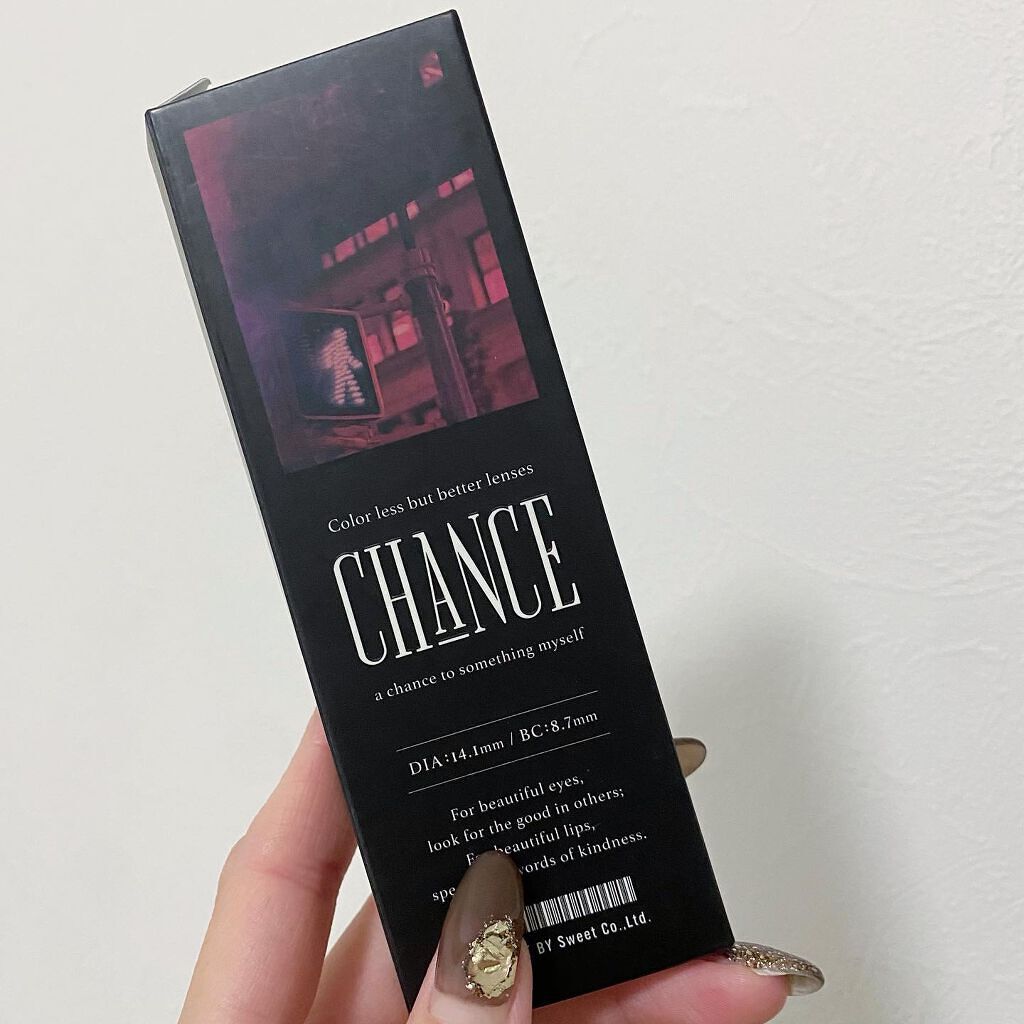 Color less but better lenses
CHANCE
a chance to something myself
DIA:14.1mm / BC:8.7mm
For beautiful eyes,
look for the good in others;
beautiful lips,
words of kindness.
BY Sweet Co.,Ltd.